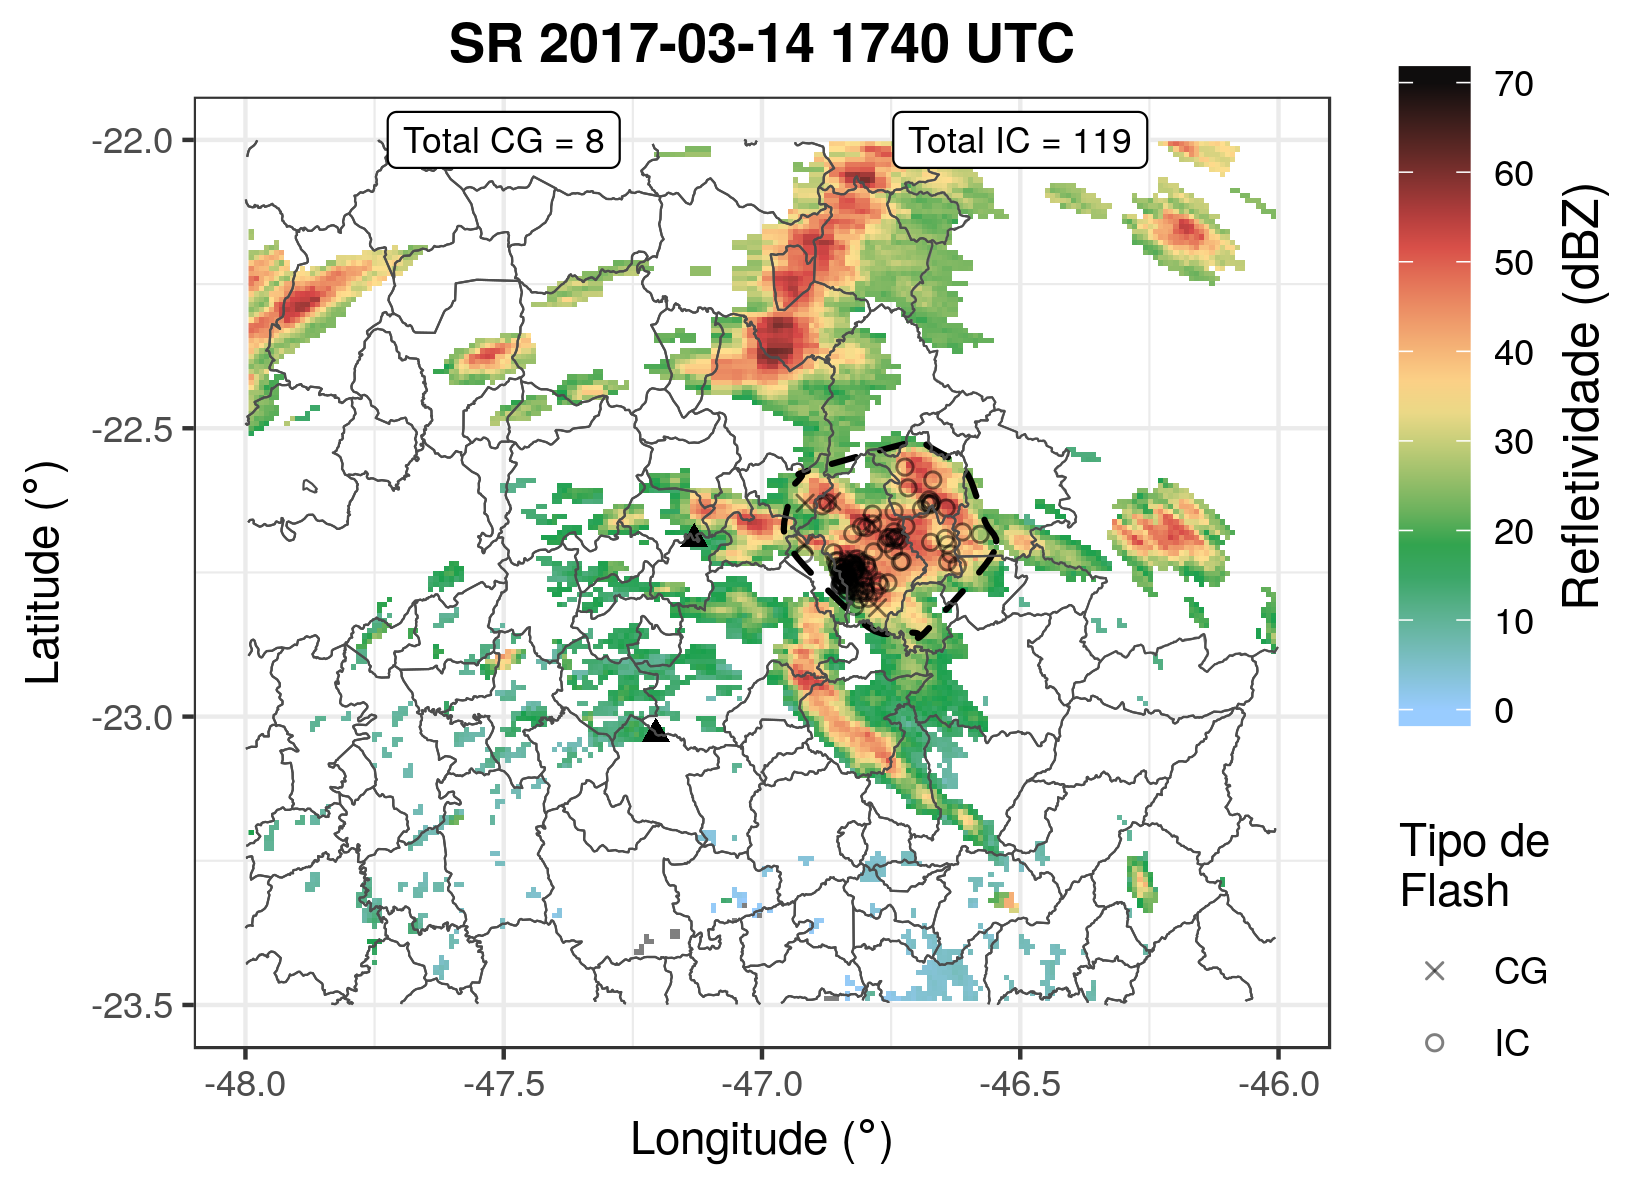 SR 2017-03-14 1740 UTC
Total CG = 8
Total IC = 119
-22.0
-22.5
-23.0
-23.5
Latitude (°)
-48.0
-47.5
-47.0
-46.5
-46.0
Longitude (°)
70
60
50
40
30
20
10
0
Refletividade (dBZ)
Tipo de
Flash
CG
IC